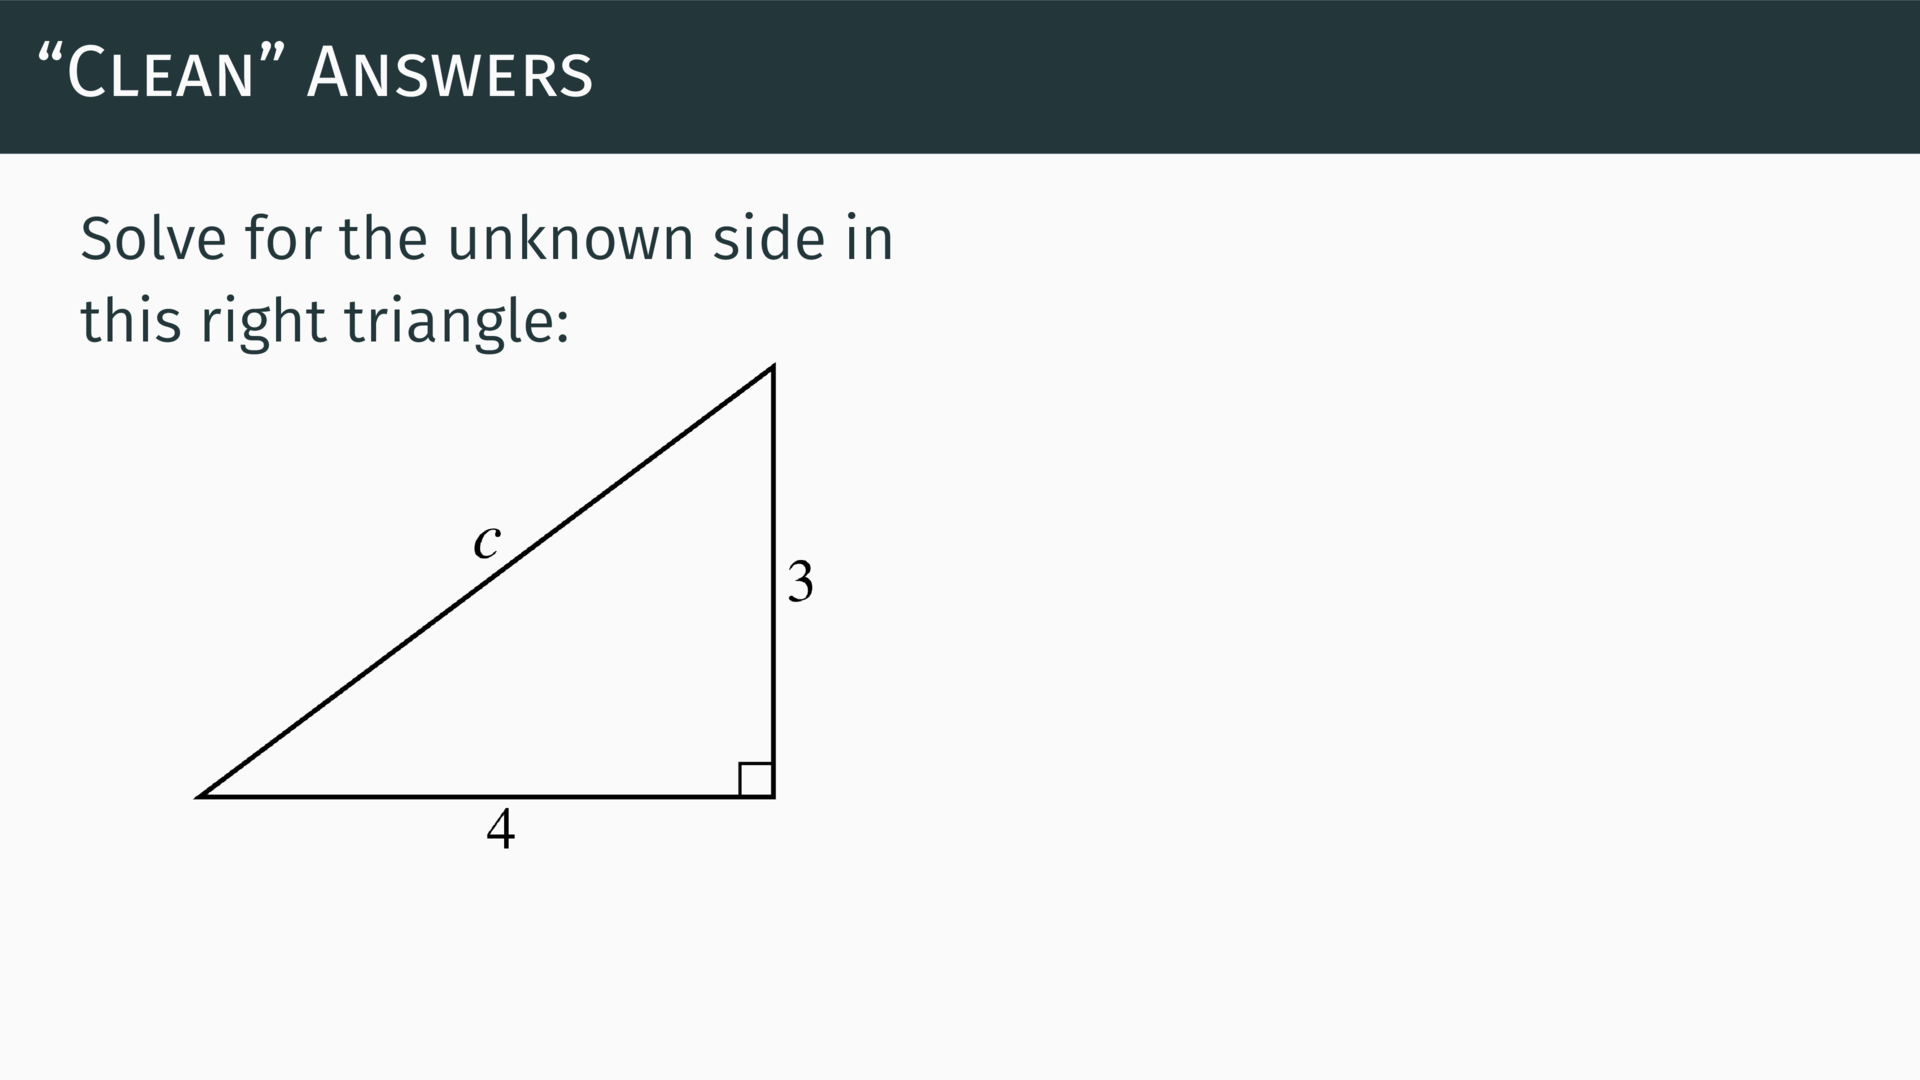 “Clean” Answers
Solve for the unknown side in
this right triangle:
c
3
4